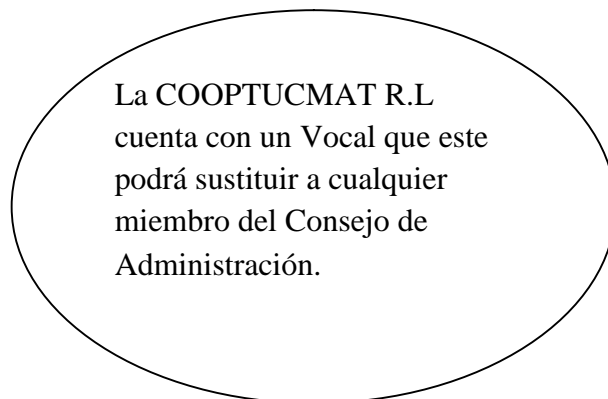 La COOPTUCMAT R.L
cuenta con un Vocal que este
podrá sustituir a cualquier
miembro del Consejo de
Administración.